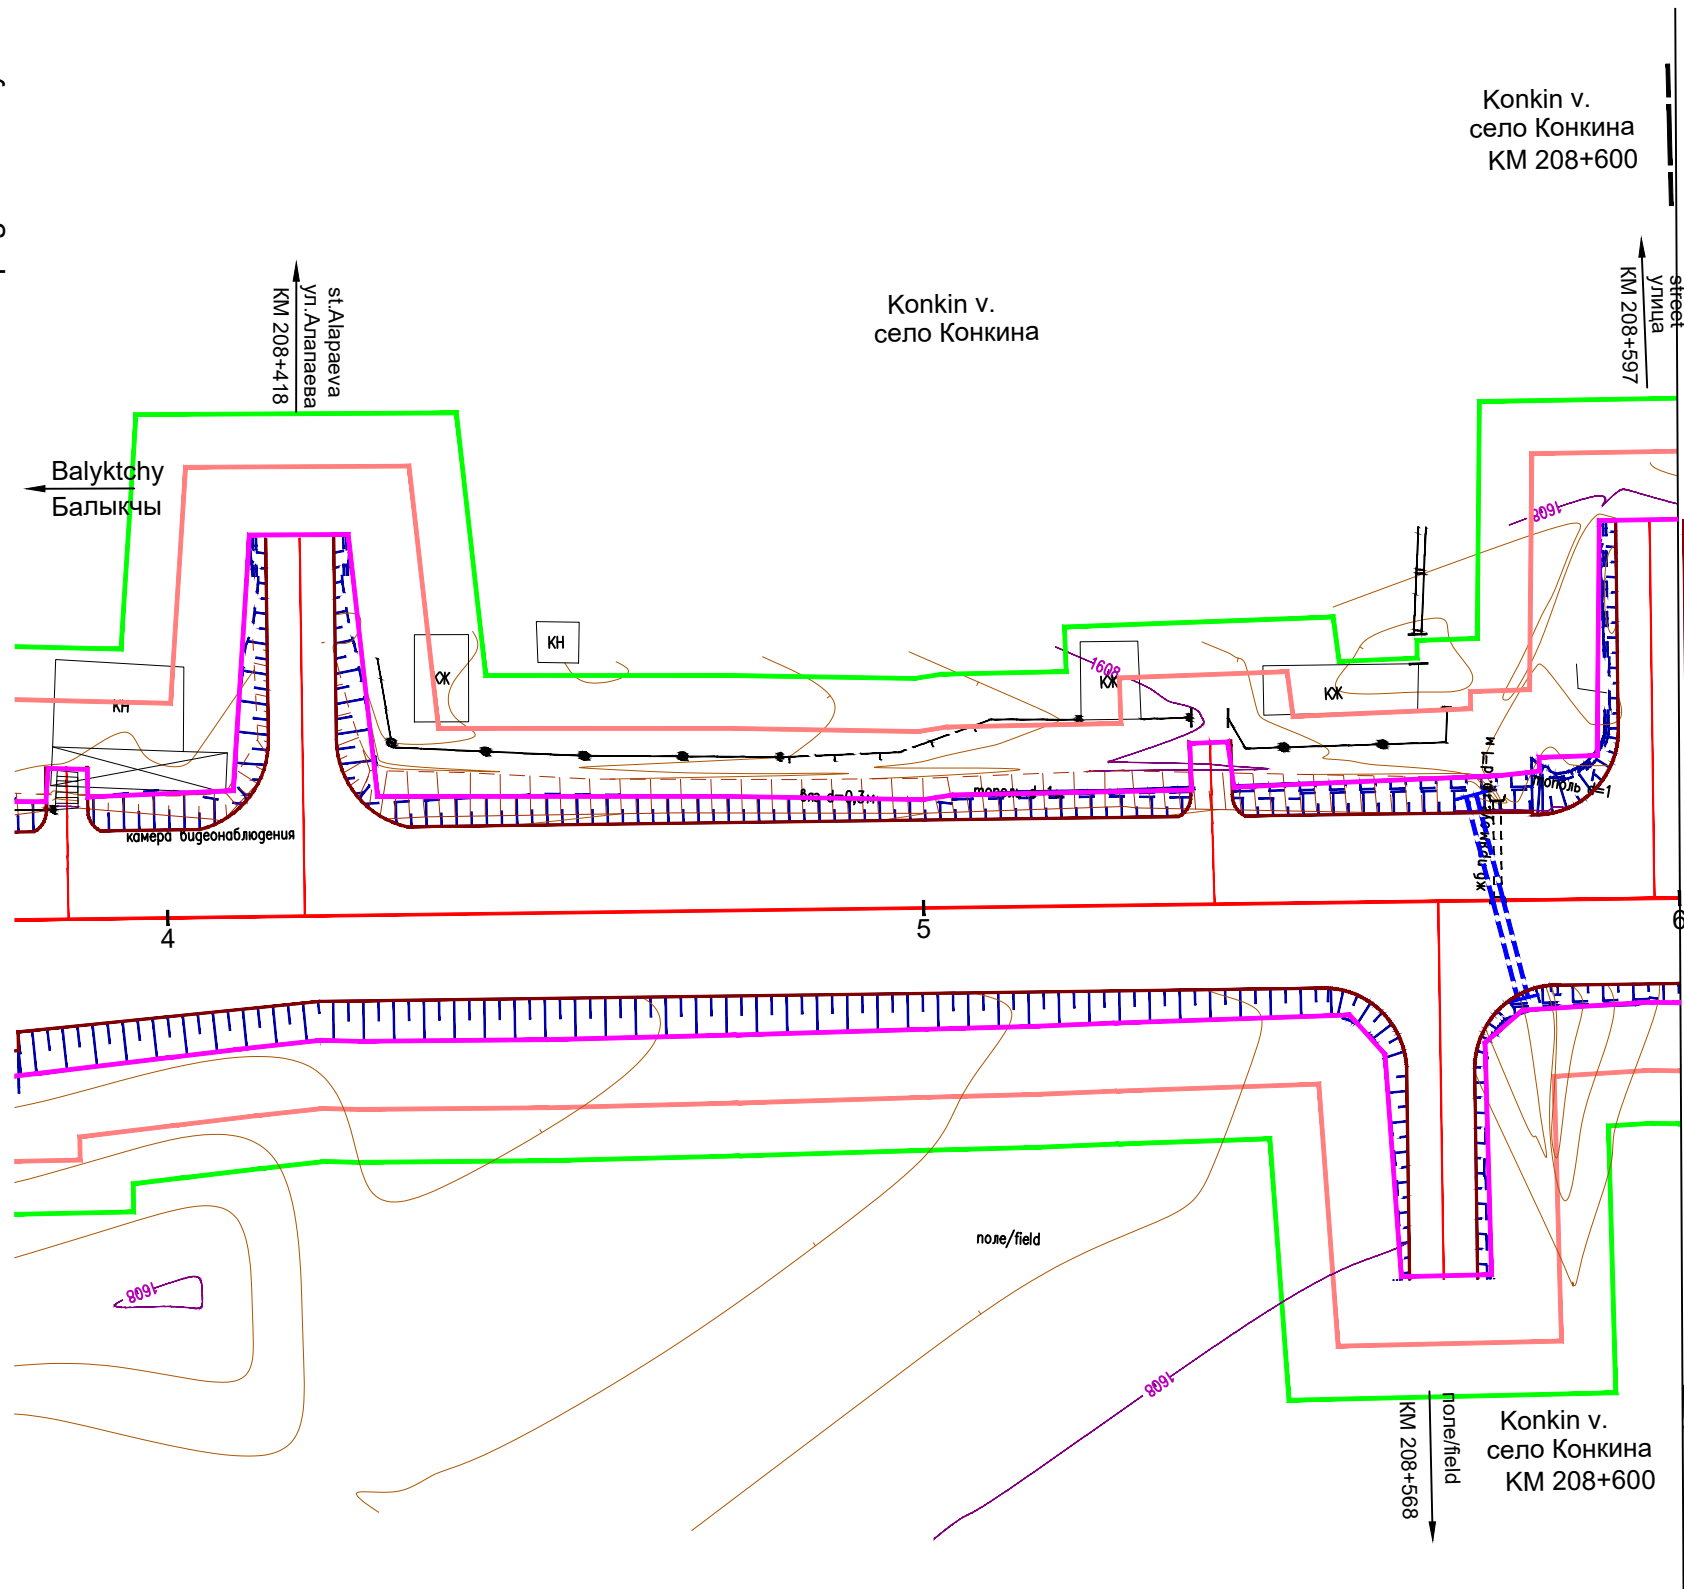 Konkin v.
село Конкина
KM 208+600
st.Alapaeva
ул.Алапаева
KM 208+418
Konkin v.
село Конкина
street
улица
KM 208+597
Balyktchy
Балыкчы
1608
КН
КЖ
КН
1608
КЖ
КЖ
тополь d=1
камера видеонаблюдения
4
5
6
поле/field
1608
1608
поле/field
KM 208+568
Konkin v.
село Конкина
KM 208+600